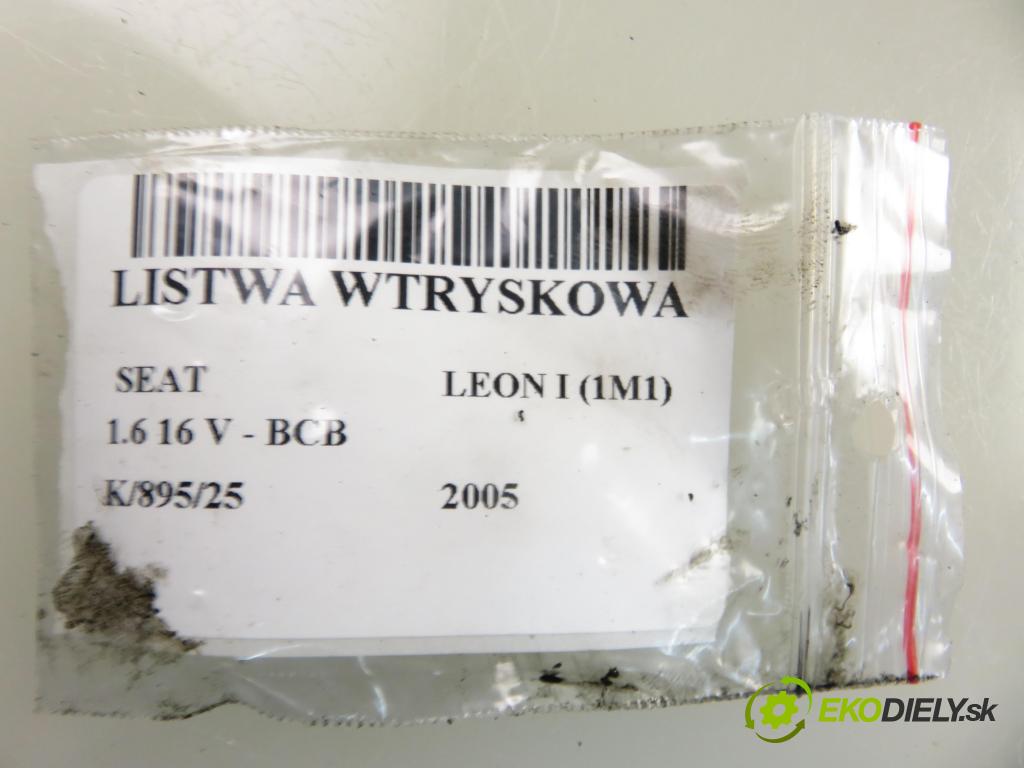 LISTWA WTRYSKOWA
SEAT LEON I (1M1)
1.6 16 V - BCB
K/895/25 2005
EKODIELY.sk